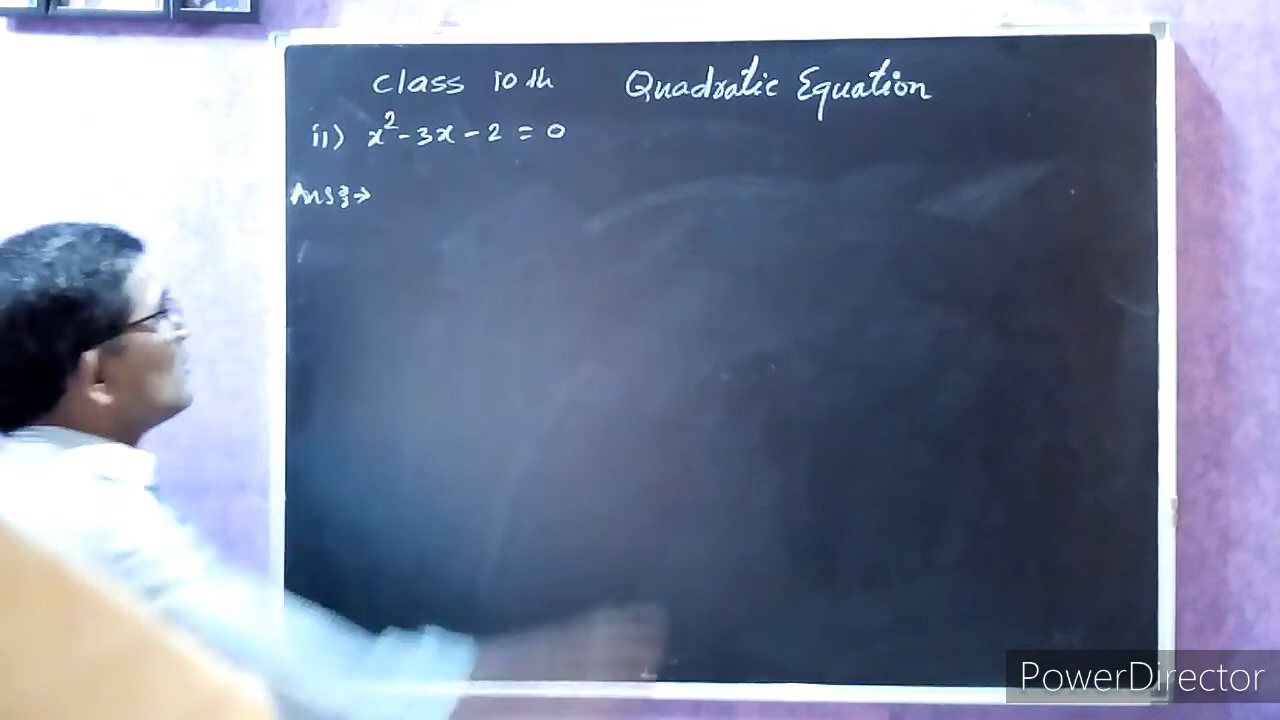 class 10th Quadratic Equation
ii) x² - 3x - 2 = 0
Ans:→
PowerDirector